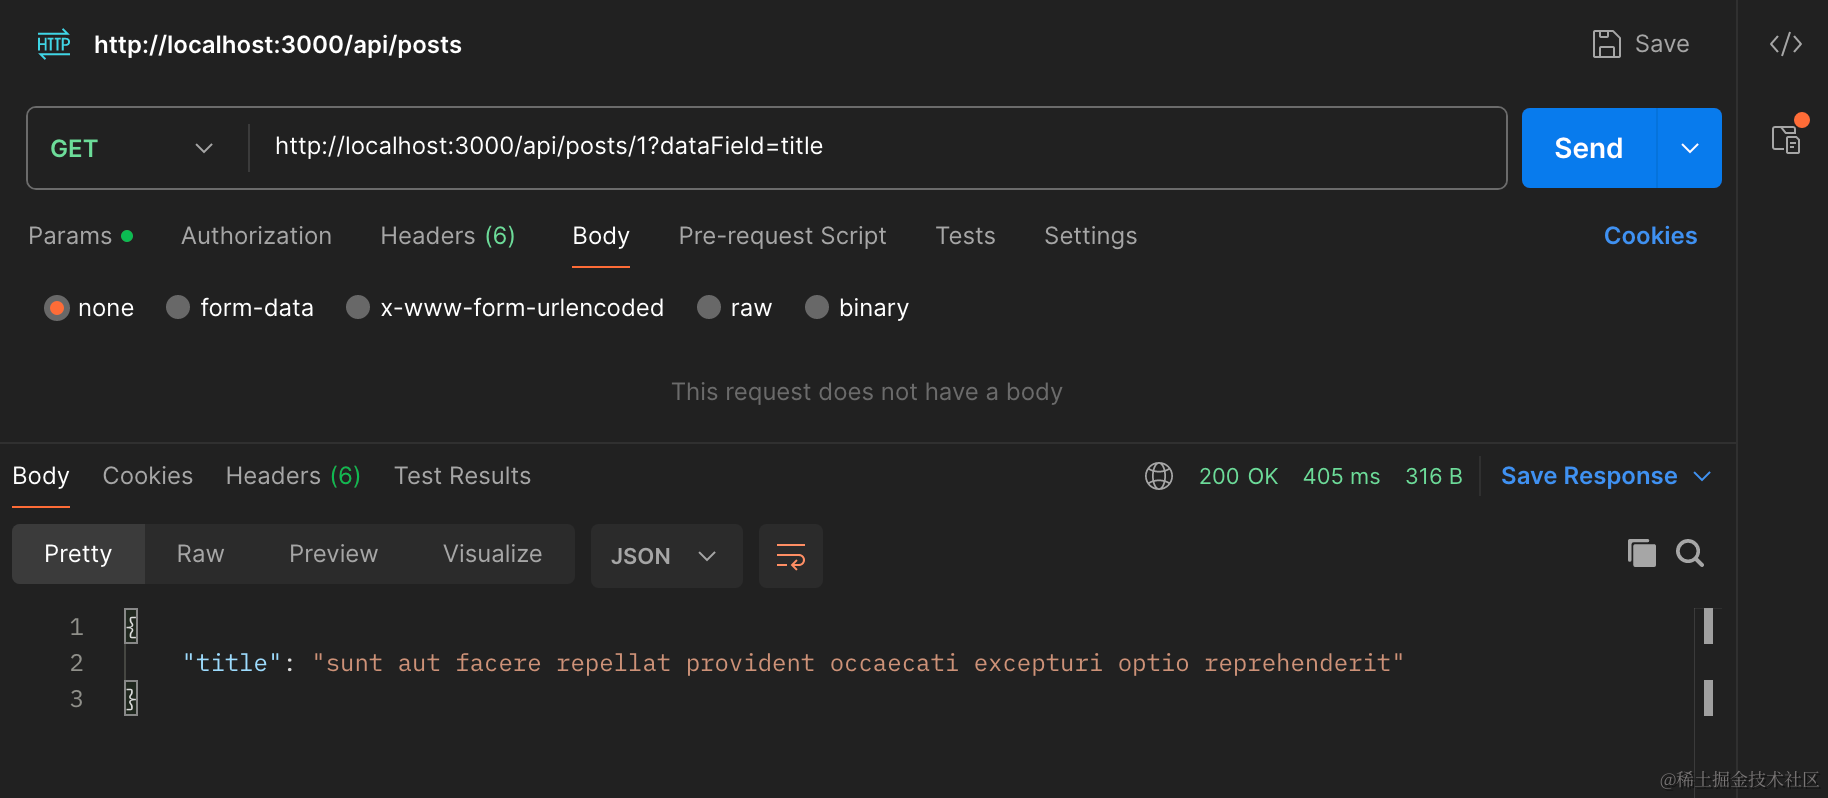 HTTP http://localhost:3000/api/posts Save
GET http://localhost:3000/api/posts/1?dataField=title Send
Params Authorization Headers (6) Body Pre-request Script Tests Settings Cookies
none form-data x-www-form-urlencoded raw binary
This request does not have a body
Body Cookies Headers (6) Test Results 200 OK 405 ms 316 B Save Response
Pretty Raw Preview Visualize JSON
1 {
2 "title": "sunt aut facere repellat provident occaecati excepturi optio reprehenderit"
3 }
@稀土掘金技术社区